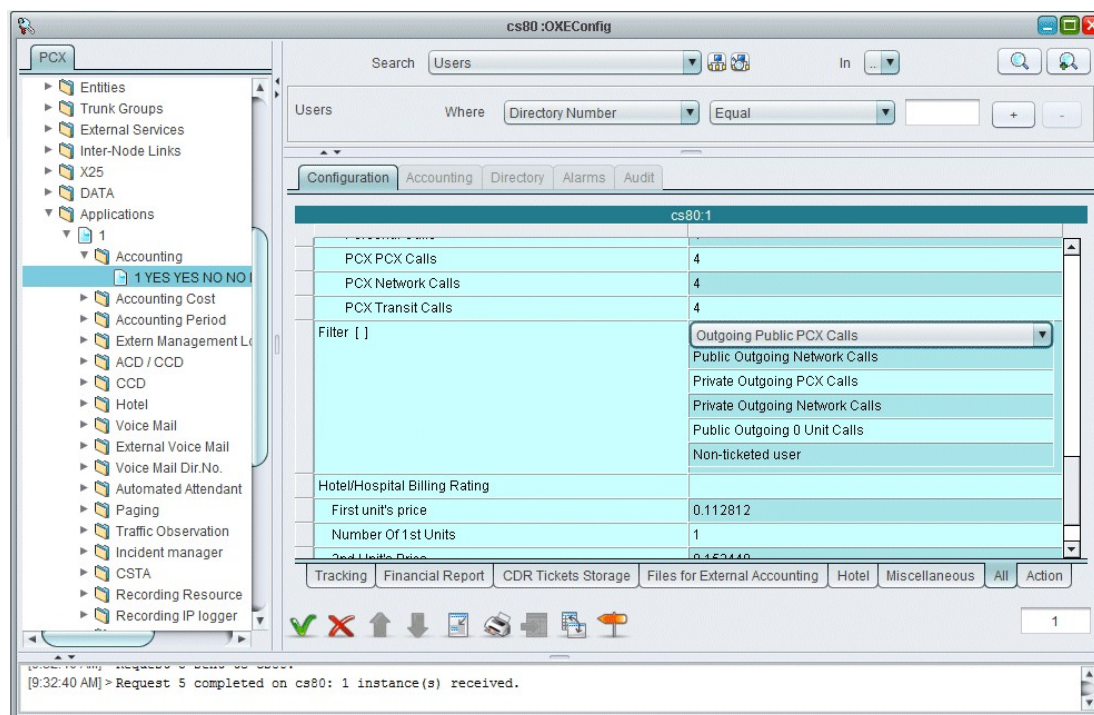 cs80 :OXEConfig
PCX
Entities
Trunk Groups
External Services
Inter-Node Links
X25
DATA
Applications
1
Accounting
1 YES YES NO NO
Accounting Cost
Accounting Period
Extern Management
ACD / CCD
CCD
Hotel
Voice Mail
External Voice Mail
Voice Mail Dir.No.
Automated Attendant
Paging
Traffic Observation
Incident manager
CSTA
Recording Resource
Recording IP logger
Search Users In ..
Users Where Directory Number Equal + -
Configuration Accounting Directory Alarms Audit
cs80:1
PCX PCX Calls 4
PCX Network Calls 4
PCX Transit Calls 4
Filter [ ] Outgoing Public PCX Calls
Public Outgoing Network Calls
Private Outgoing PCX Calls
Private Outgoing Network Calls
Public Outgoing 0 Unit Calls
Non-ticketed user
Hotel/Hospital Billing Rating
First unit's price 0.112812
Number Of 1st Units 1
2nd Unit's Price
Tracking Financial Report CDR Tickets Storage Files for External Accounting Hotel Miscellaneous All Action
1
[9:32:40 AM] > Request 5 completed on cs80: 1 instance(s) received.